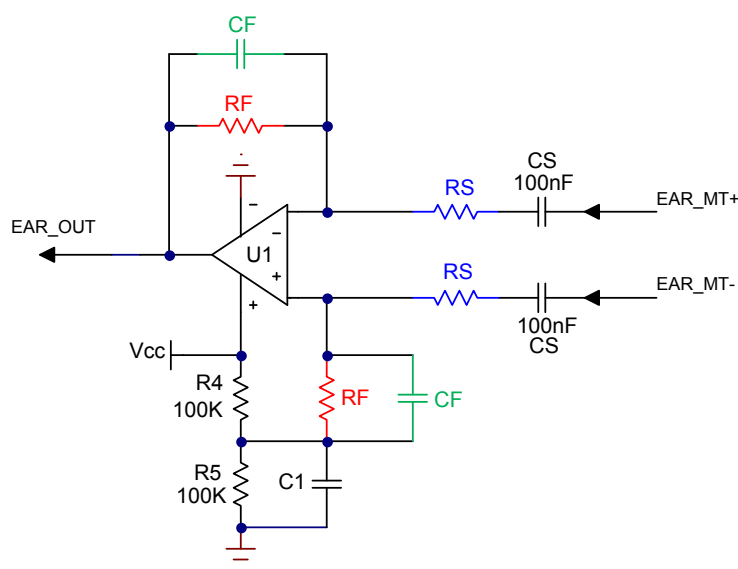 CF
RF
CS
100nF
RS
EAR_MT+
EAR_OUT
-
-
U1
+
RS
EAR_MT-
+
100nF
CS
Vcc
R4
100K
RF
CF
R5
100K
C1